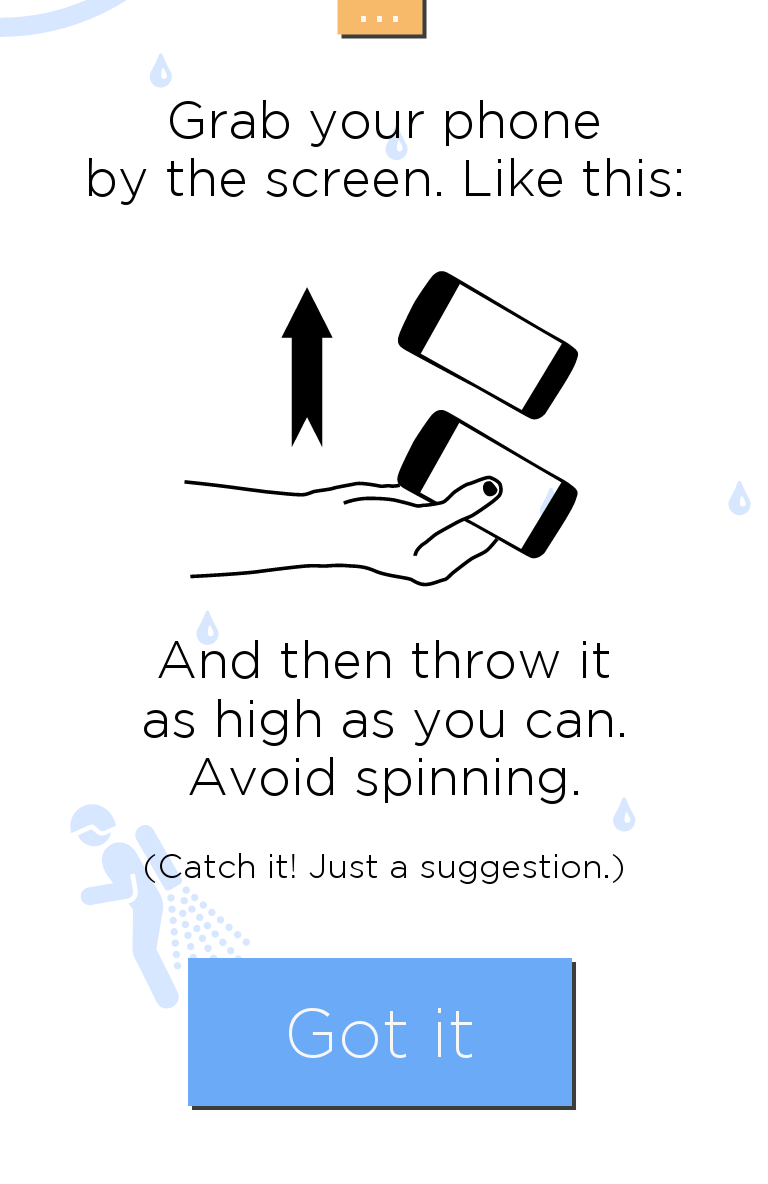 ...
Grab your phone
by the screen. Like this:
And then throw it
as high as you can.
Avoid spinning.
(Catch it! Just a suggestion.)
Got it